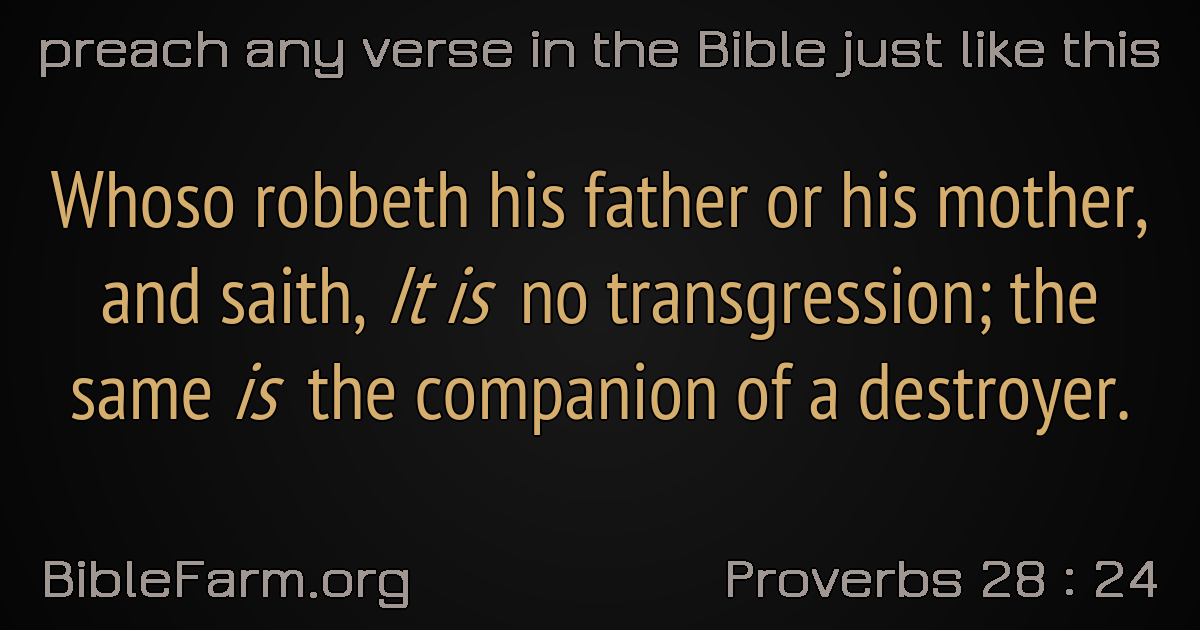 preach any verse in the Bible just like this
Whoso robbeth his father or his mother,
and saith, It is no transgression; the
same is the companion of a destroyer.
BibleFarm.org
Proverbs 28 : 24